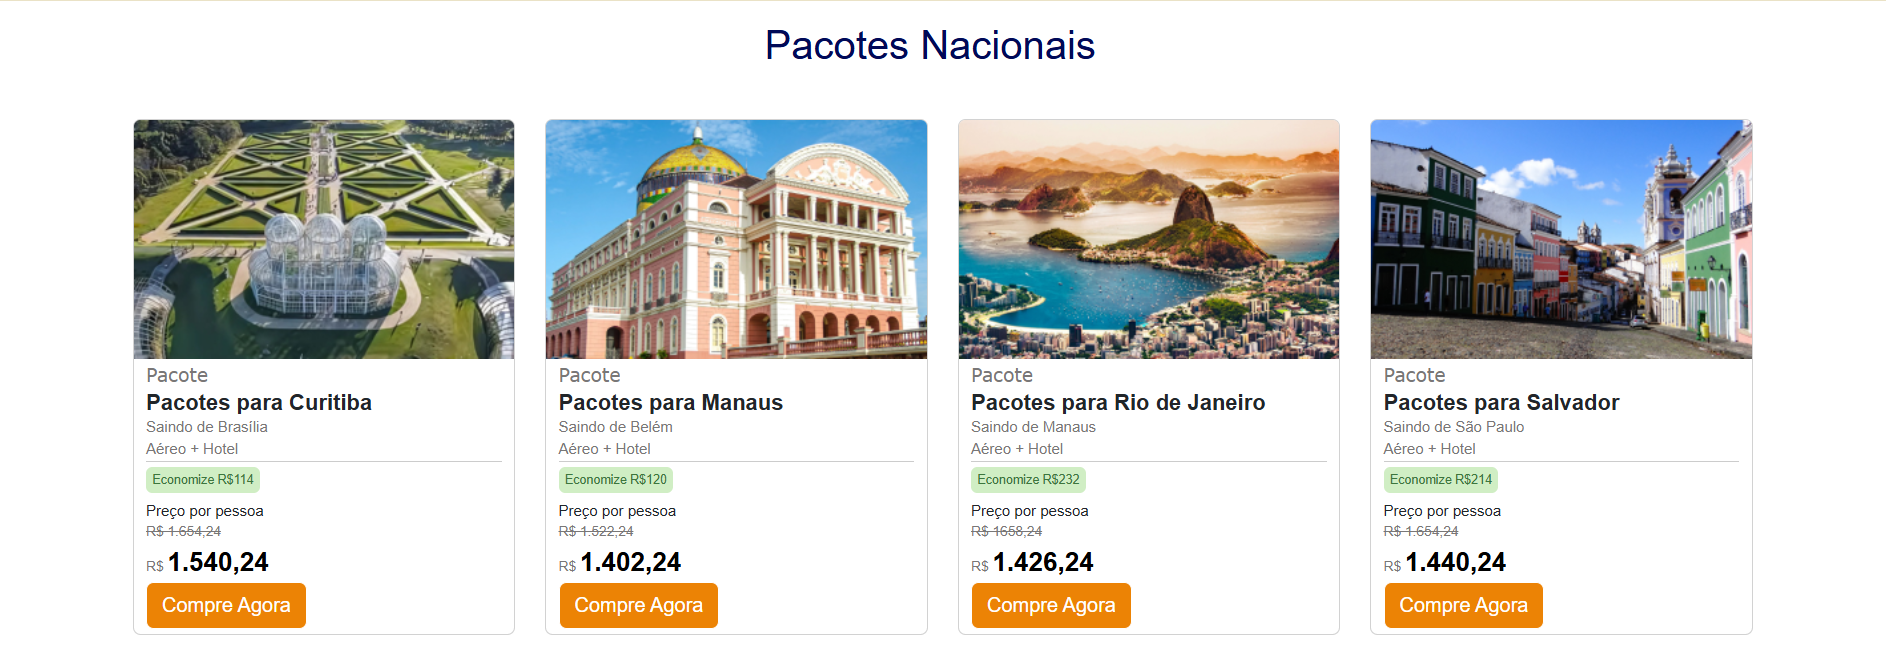 Pacotes Nacionais
Pacote
Pacotes para Curitiba
Saindo de Brasília
Aéreo + Hotel
Economize R$114
Preço por pessoa
R$ 1.654,24
R$ 1.540,24
Compre Agora
Pacote
Pacotes para Manaus
Saindo de Belém
Aéreo + Hotel
Economize R$120
Preço por pessoa
R$ 1.522,24
R$ 1.402,24
Compre Agora
Pacote
Pacotes para Rio de Janeiro
Saindo de Manaus
Aéreo + Hotel
Economize R$232
Preço por pessoa
R$ 1658,24
R$ 1.426,24
Compre Agora
Pacote
Pacotes para Salvador
Saindo de São Paulo
Aéreo + Hotel
Economize R$214
Preço por pessoa
R$ 1.654,24
R$ 1.440,24
Compre Agora